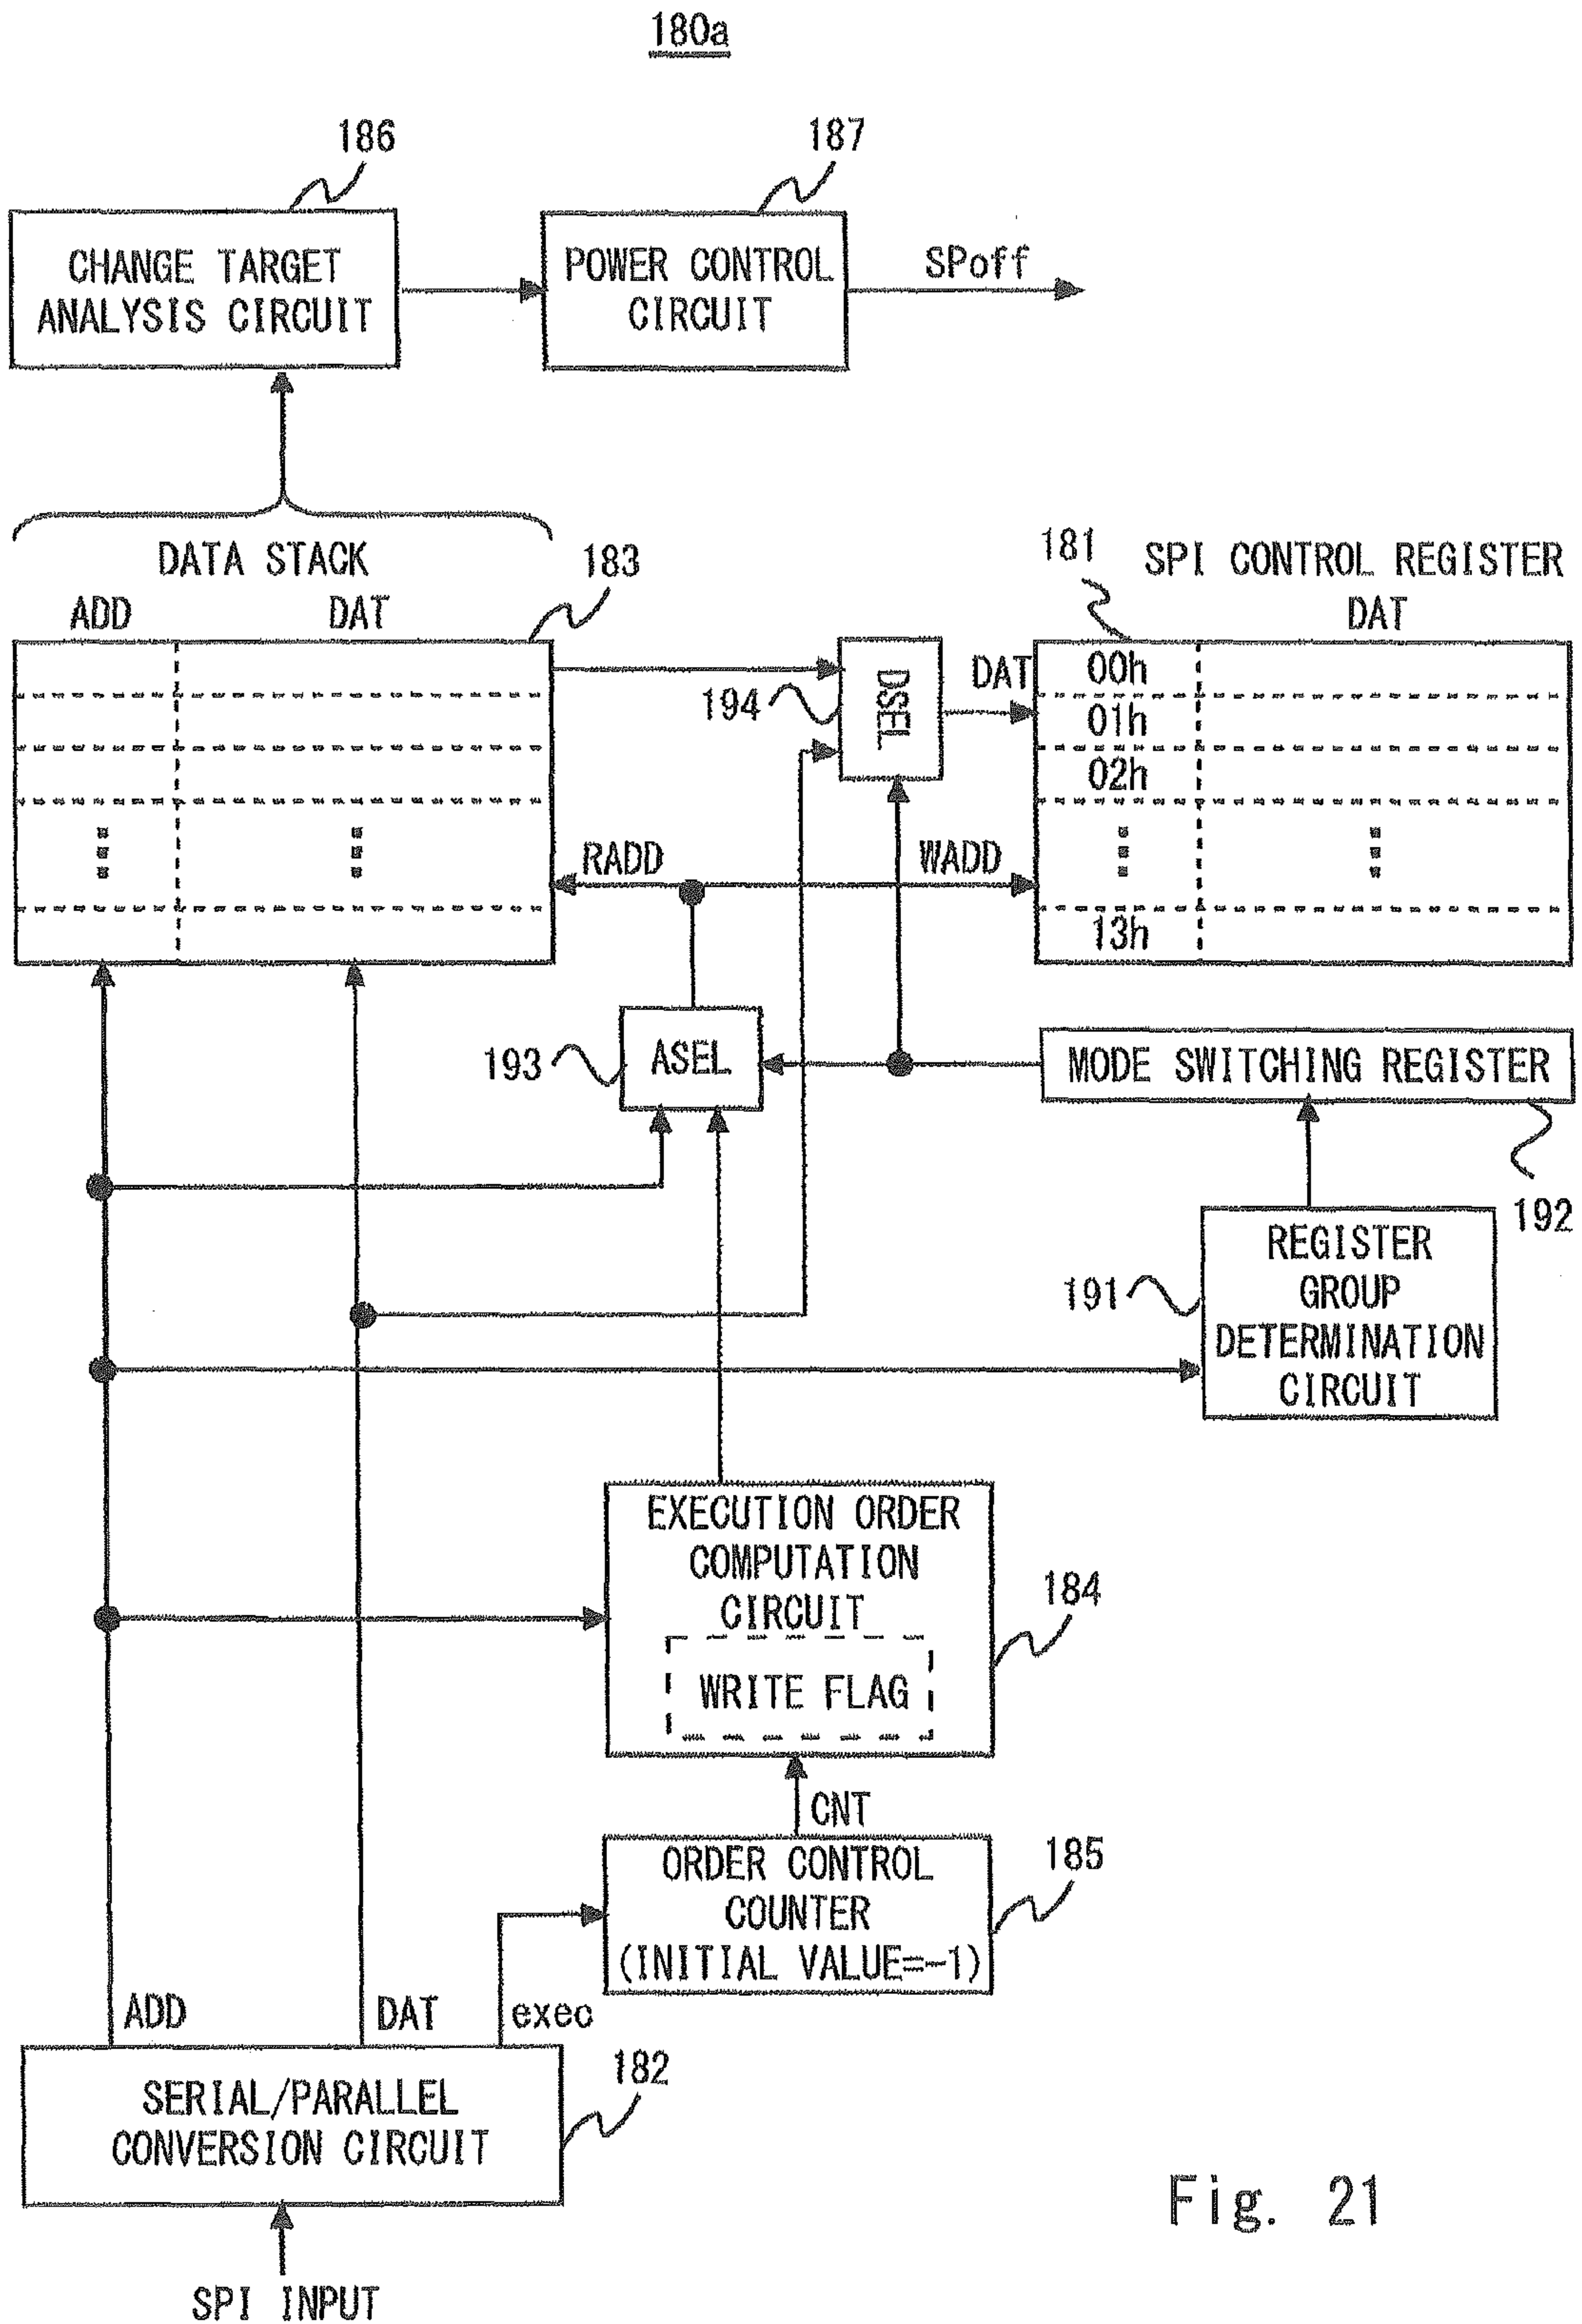 180a
186
187
CHANGE TARGET
ANALYSIS CIRCUIT
POWER CONTROL
CIRCUIT
SPoff
DATA STACK
183
181
SPI CONTROL REGISTER
ADD
DAT
DAT
194
DSEL
DAT
00h
01h
02h
RADD
WADD
13h
193
ASEL
MODE SWITCHING REGISTER
192
191
REGISTER
GROUP
DETERMINATION
CIRCUIT
EXECUTION ORDER
COMPUTATION
CIRCUIT
184
WRITE FLAG
CNT
185
ORDER CONTROL
COUNTER
(INITIAL VALUE=-1)
ADD
DAT
exec
182
SERIAL/PARALLEL
CONVERSION CIRCUIT
SPI INPUT
Fig. 21